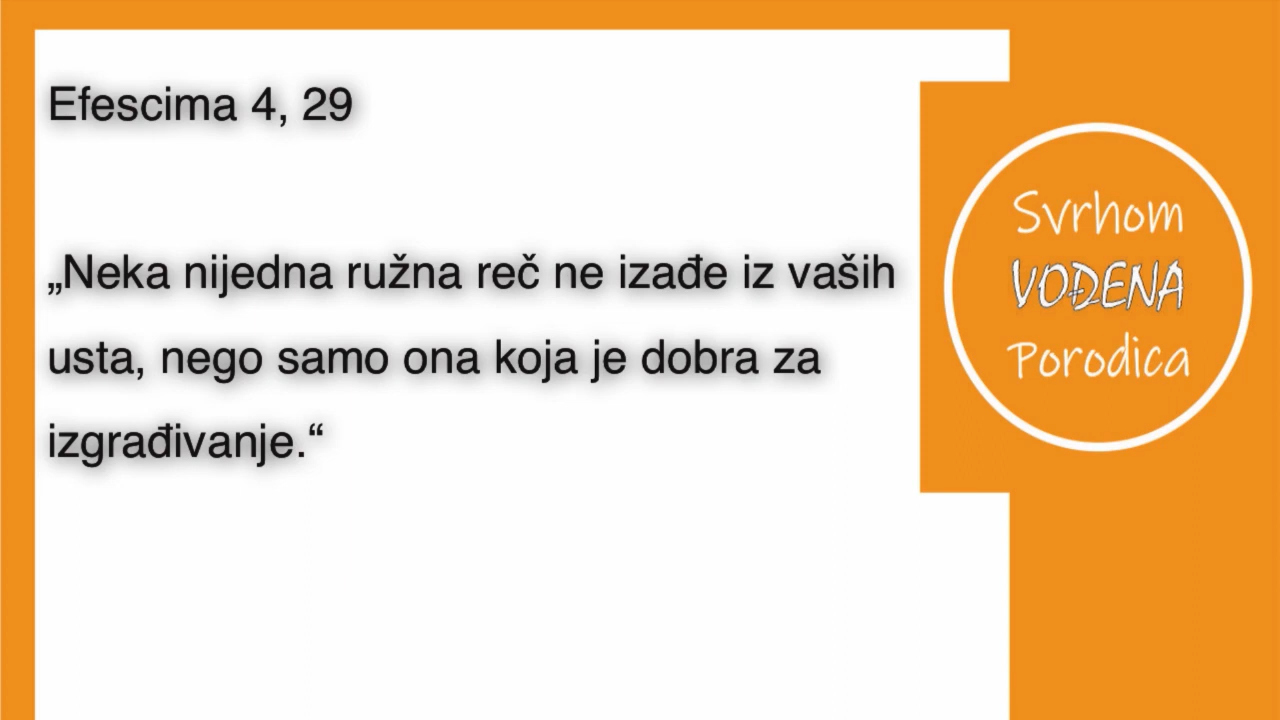 Efescima 4, 29
„Neka nijedna ružna reč ne izađe iz vaših
usta, nego samo ona koja je dobra za
izgrađivanje.“
Svrhom
VOĐENA
Porodica